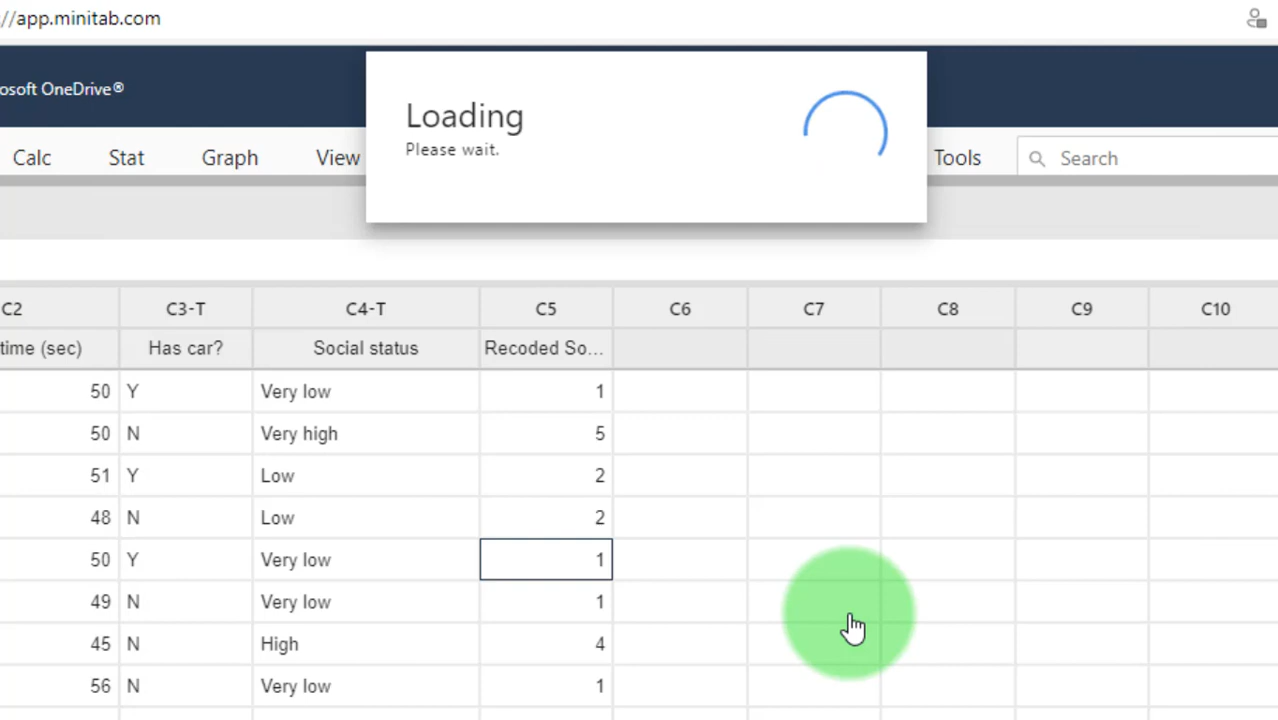 //app.minitab.com
osoft OneDrive®
Loading
Please wait.
Calc Stat Graph View Tools Search
C2 C3-T C4-T C5 C6 C7 C8 C9 C10
time (sec) Has car? Social status Recoded So...
50 Y Very low 1
50 N Very high 5
51 Y Low 2
48 N Low 2
50 Y Very low 1
49 N Very low 1
45 N High 4
56 N Very low 1